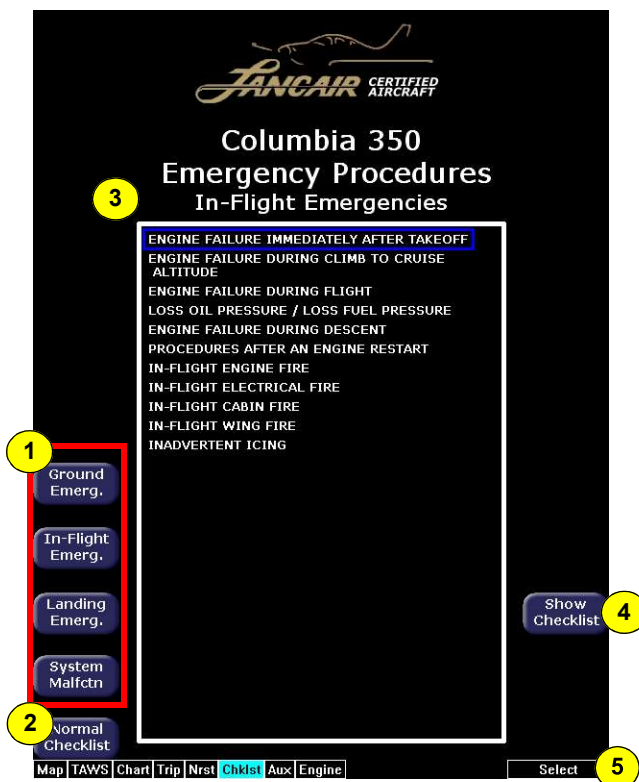 LANCAIR CERTIFIED
AIRCRAFT
Columbia 350
Emergency Procedures
In-Flight Emergencies
3
ENGINE FAILURE IMMEDIATELY AFTER TAKEOFF
ENGINE FAILURE DURING CLIMB TO CRUISE
ALTITUDE
ENGINE FAILURE DURING FLIGHT
LOSS OIL PRESSURE / LOSS FUEL PRESSURE
ENGINE FAILURE DURING DESCENT
PROCEDURES AFTER AN ENGINE RESTART
IN-FLIGHT ENGINE FIRE
IN-FLIGHT ELECTRICAL FIRE
IN-FLIGHT CABIN FIRE
IN-FLIGHT WING FIRE
INADVERTENT ICING
1
Ground
Emerg.
In-Flight
Emerg.
Landing
Emerg.
System
Malfctn
2
Normal
Checklist
Show
Checklist
4
Map TAWS Chart Trip Nrst Chklst Aux Engine
Select
5